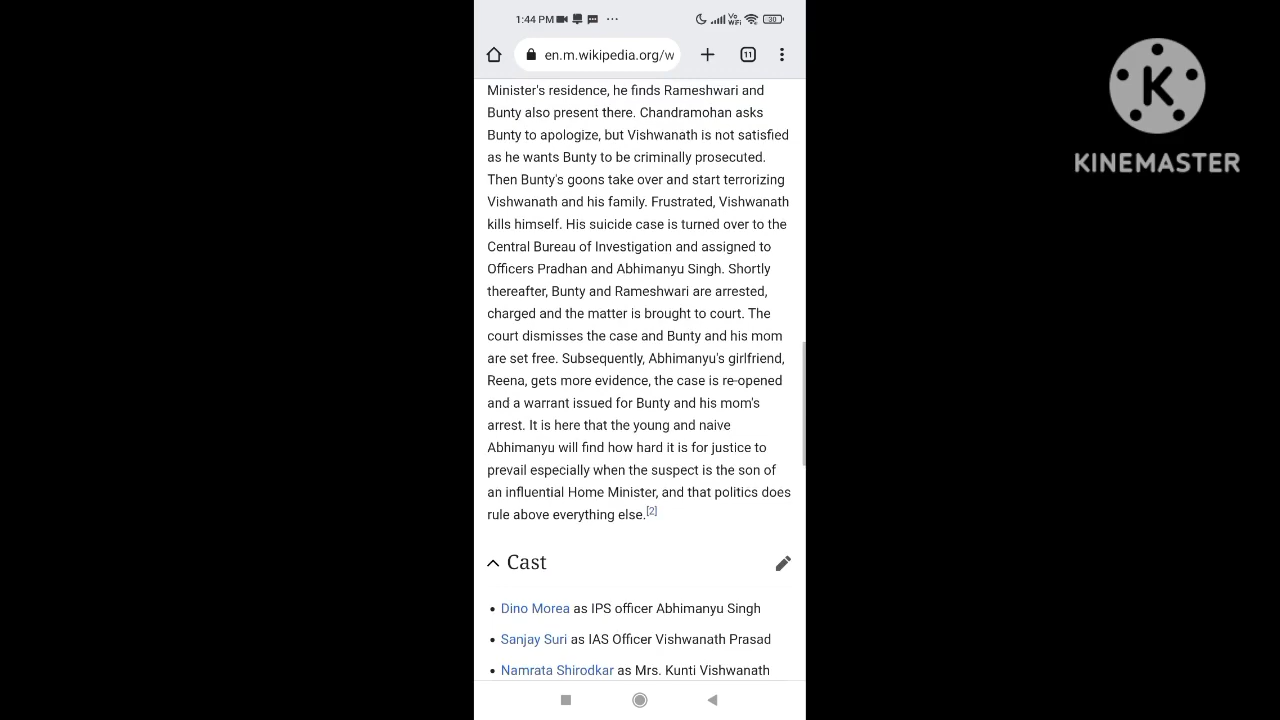 1:44 PM
Vo
WiFi
30
en.m.wikipedia.org/w
11
Minister's residence, he finds Rameshwari and
Bunty also present there. Chandramohan asks
Bunty to apologize, but Vishwanath is not satisfied
as he wants Bunty to be criminally prosecuted.
Then Bunty's goons take over and start terrorizing
Vishwanath and his family. Frustrated, Vishwanath
kills himself. His suicide case is turned over to the
Central Bureau of Investigation and assigned to
Officers Pradhan and Abhimanyu Singh. Shortly
thereafter, Bunty and Rameshwari are arrested,
charged and the matter is brought to court. The
court dismisses the case and Bunty and his mom
are set free. Subsequently, Abhimanyu's girlfriend,
Reena, gets more evidence, the case is re-opened
and a warrant issued for Bunty and his mom's
arrest. It is here that the young and naive
Abhimanyu will find how hard it is for justice to
prevail especially when the suspect is the son of
an influential Home Minister, and that politics does
rule above everything else.[2]
Cast
• Dino Morea as IPS officer Abhimanyu Singh
• Sanjay Suri as IAS Officer Vishwanath Prasad
• Namrata Shirodkar as Mrs. Kunti Vishwanath
K
KINEMASTER